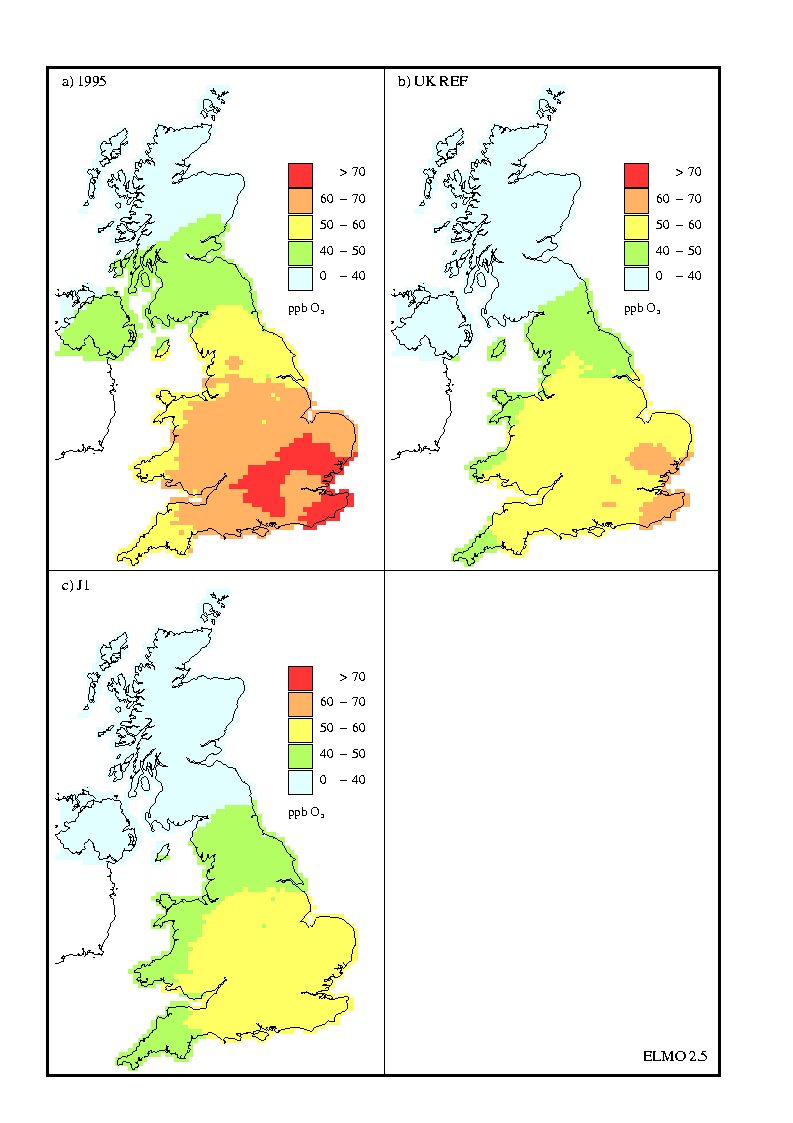 a) 1995
> 70
60 – 70
50 – 60
40 – 50
0 – 40
ppb O₃
b) UK REF
> 70
60 – 70
50 – 60
40 – 50
0 – 40
ppb O₃
c) J1
> 70
60 – 70
50 – 60
40 – 50
0 – 40
ppb O₃
ELMO 2.5